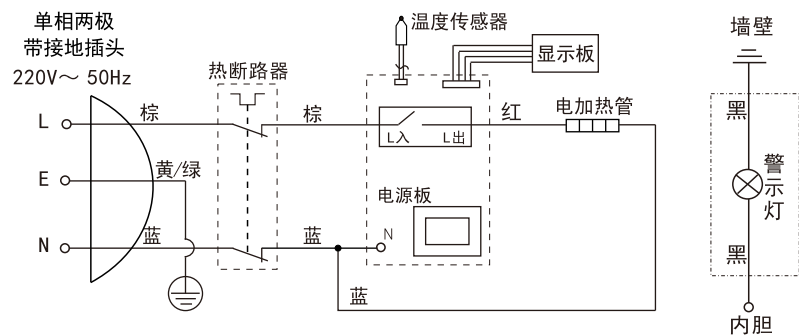 单相两极
带接地插头
220V～ 50Hz
温度传感器
显示板
热断路器
墙壁
L
棕
棕
L入
L出
红
电加热管
黑
E
黄/绿
警示灯
电源板
N
蓝
蓝
N
黑
蓝
内胆